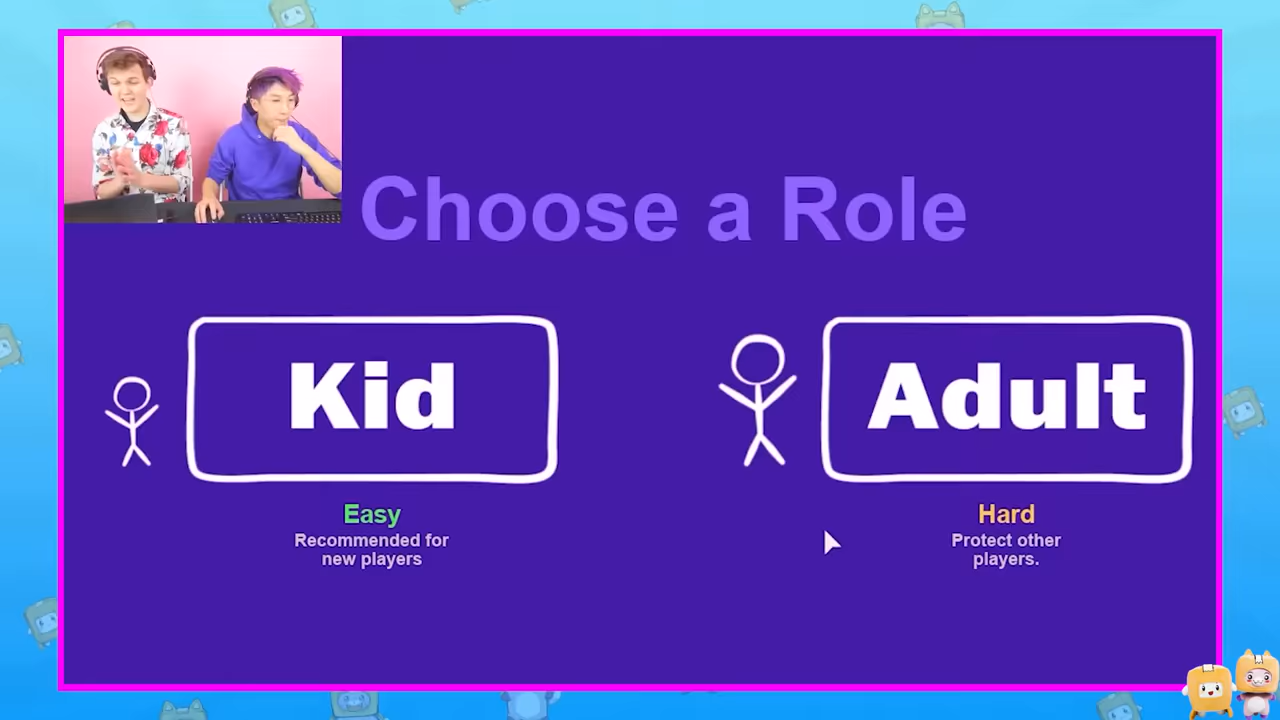 Choose a Role
Kid
Adult
Easy
Recommended for
new players
Hard
Protect other
players.